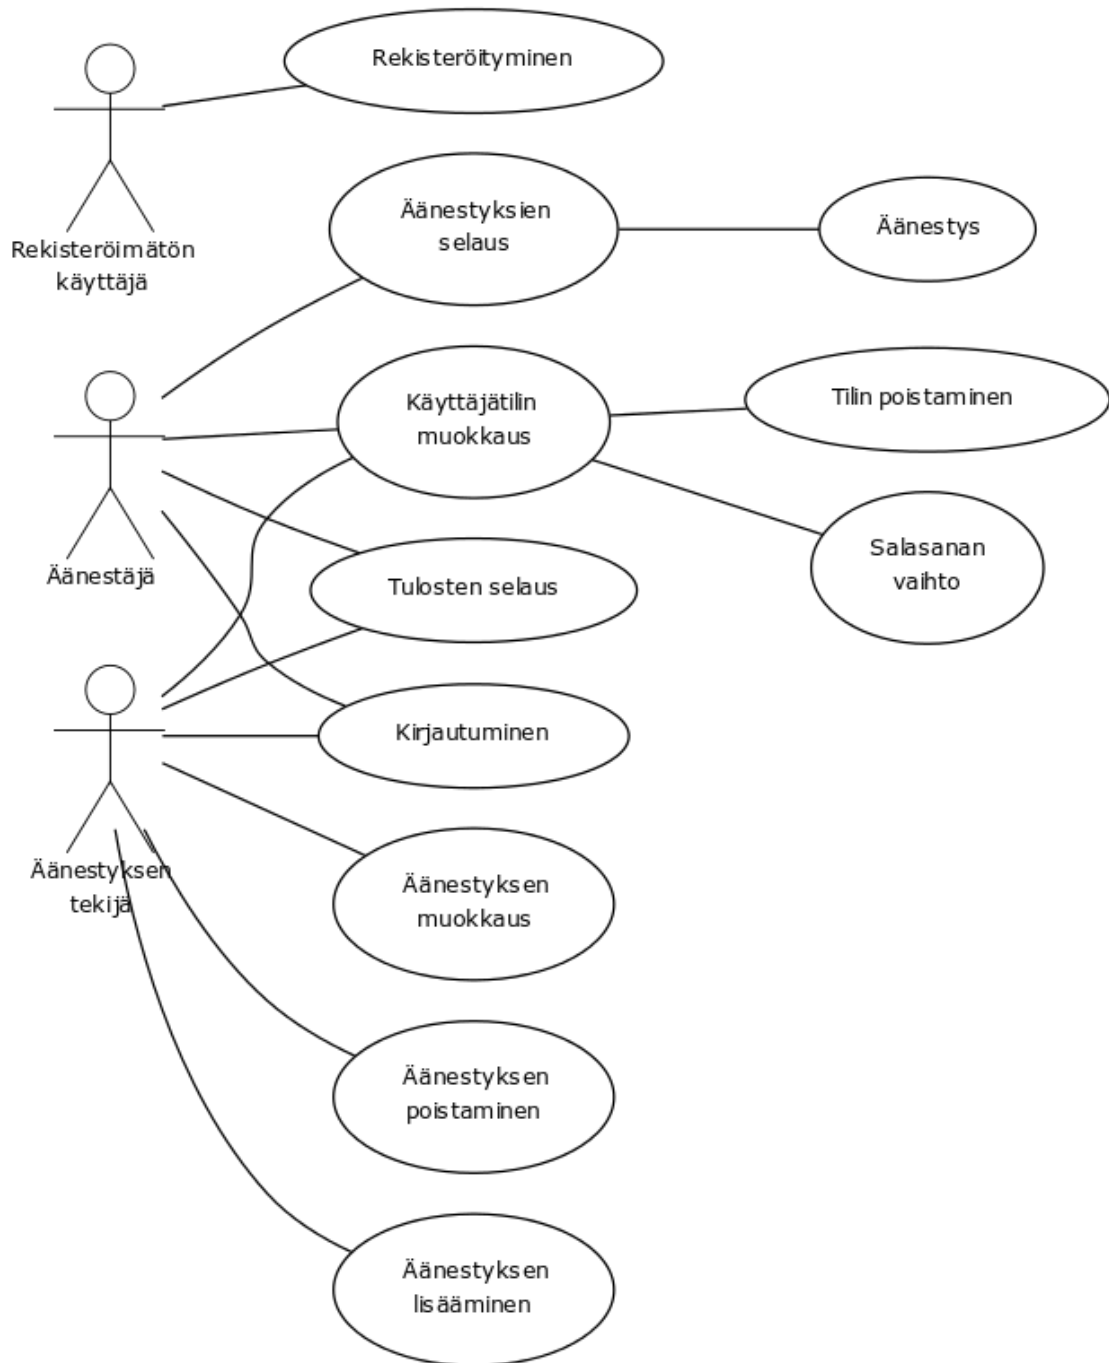 Rekisteröityminen
Rekisteröimätön
käyttäjä
Äänestyksien
selaus
Äänestys
Äänestäjä
Käyttäjätilin
muokkaus
Tilin poistaminen
Salasanan
vaihto
Tulosten selaus
Kirjautuminen
Äänestyksen
tekijä
Äänestyksen
muokkaus
Äänestyksen
poistaminen
Äänestyksen
lisääminen